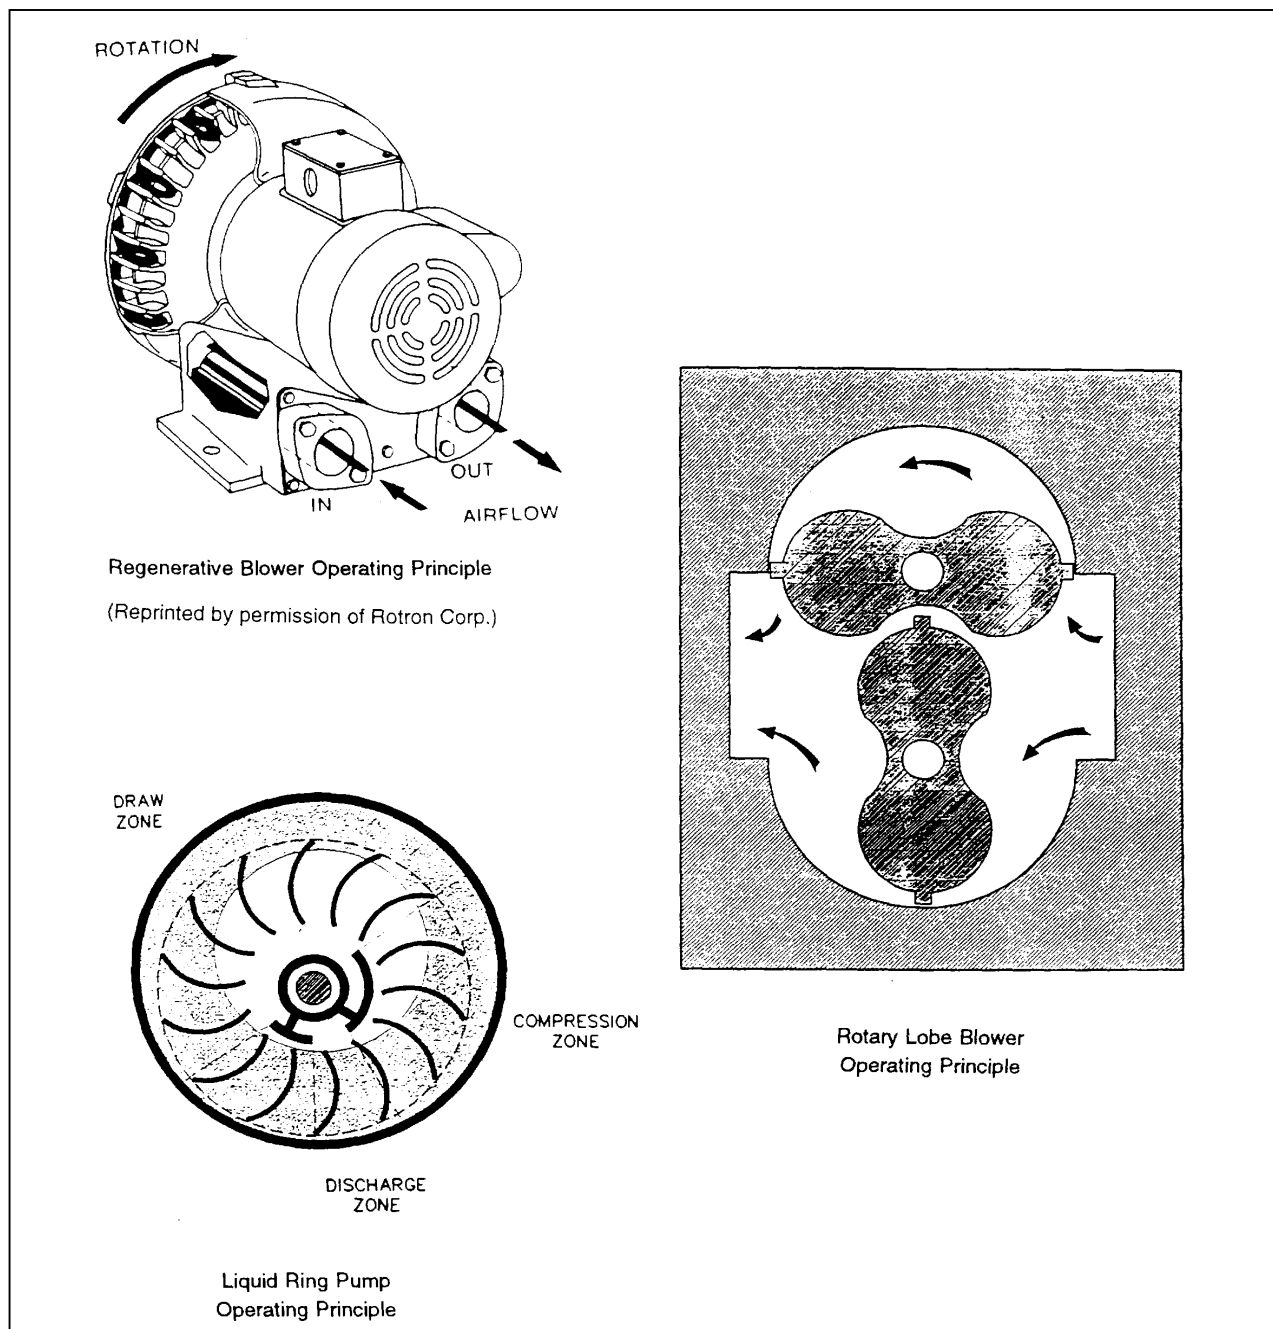 ROTATION
IN
OUT
AIRFLOW
Regenerative Blower Operating Principle
(Reprinted by permission of Rotron Corp.)
DRAW
ZONE
COMPRESSION
ZONE
DISCHARGE
ZONE
Liquid Ring Pump
Operating Principle
Rotary Lobe Blower
Operating Principle